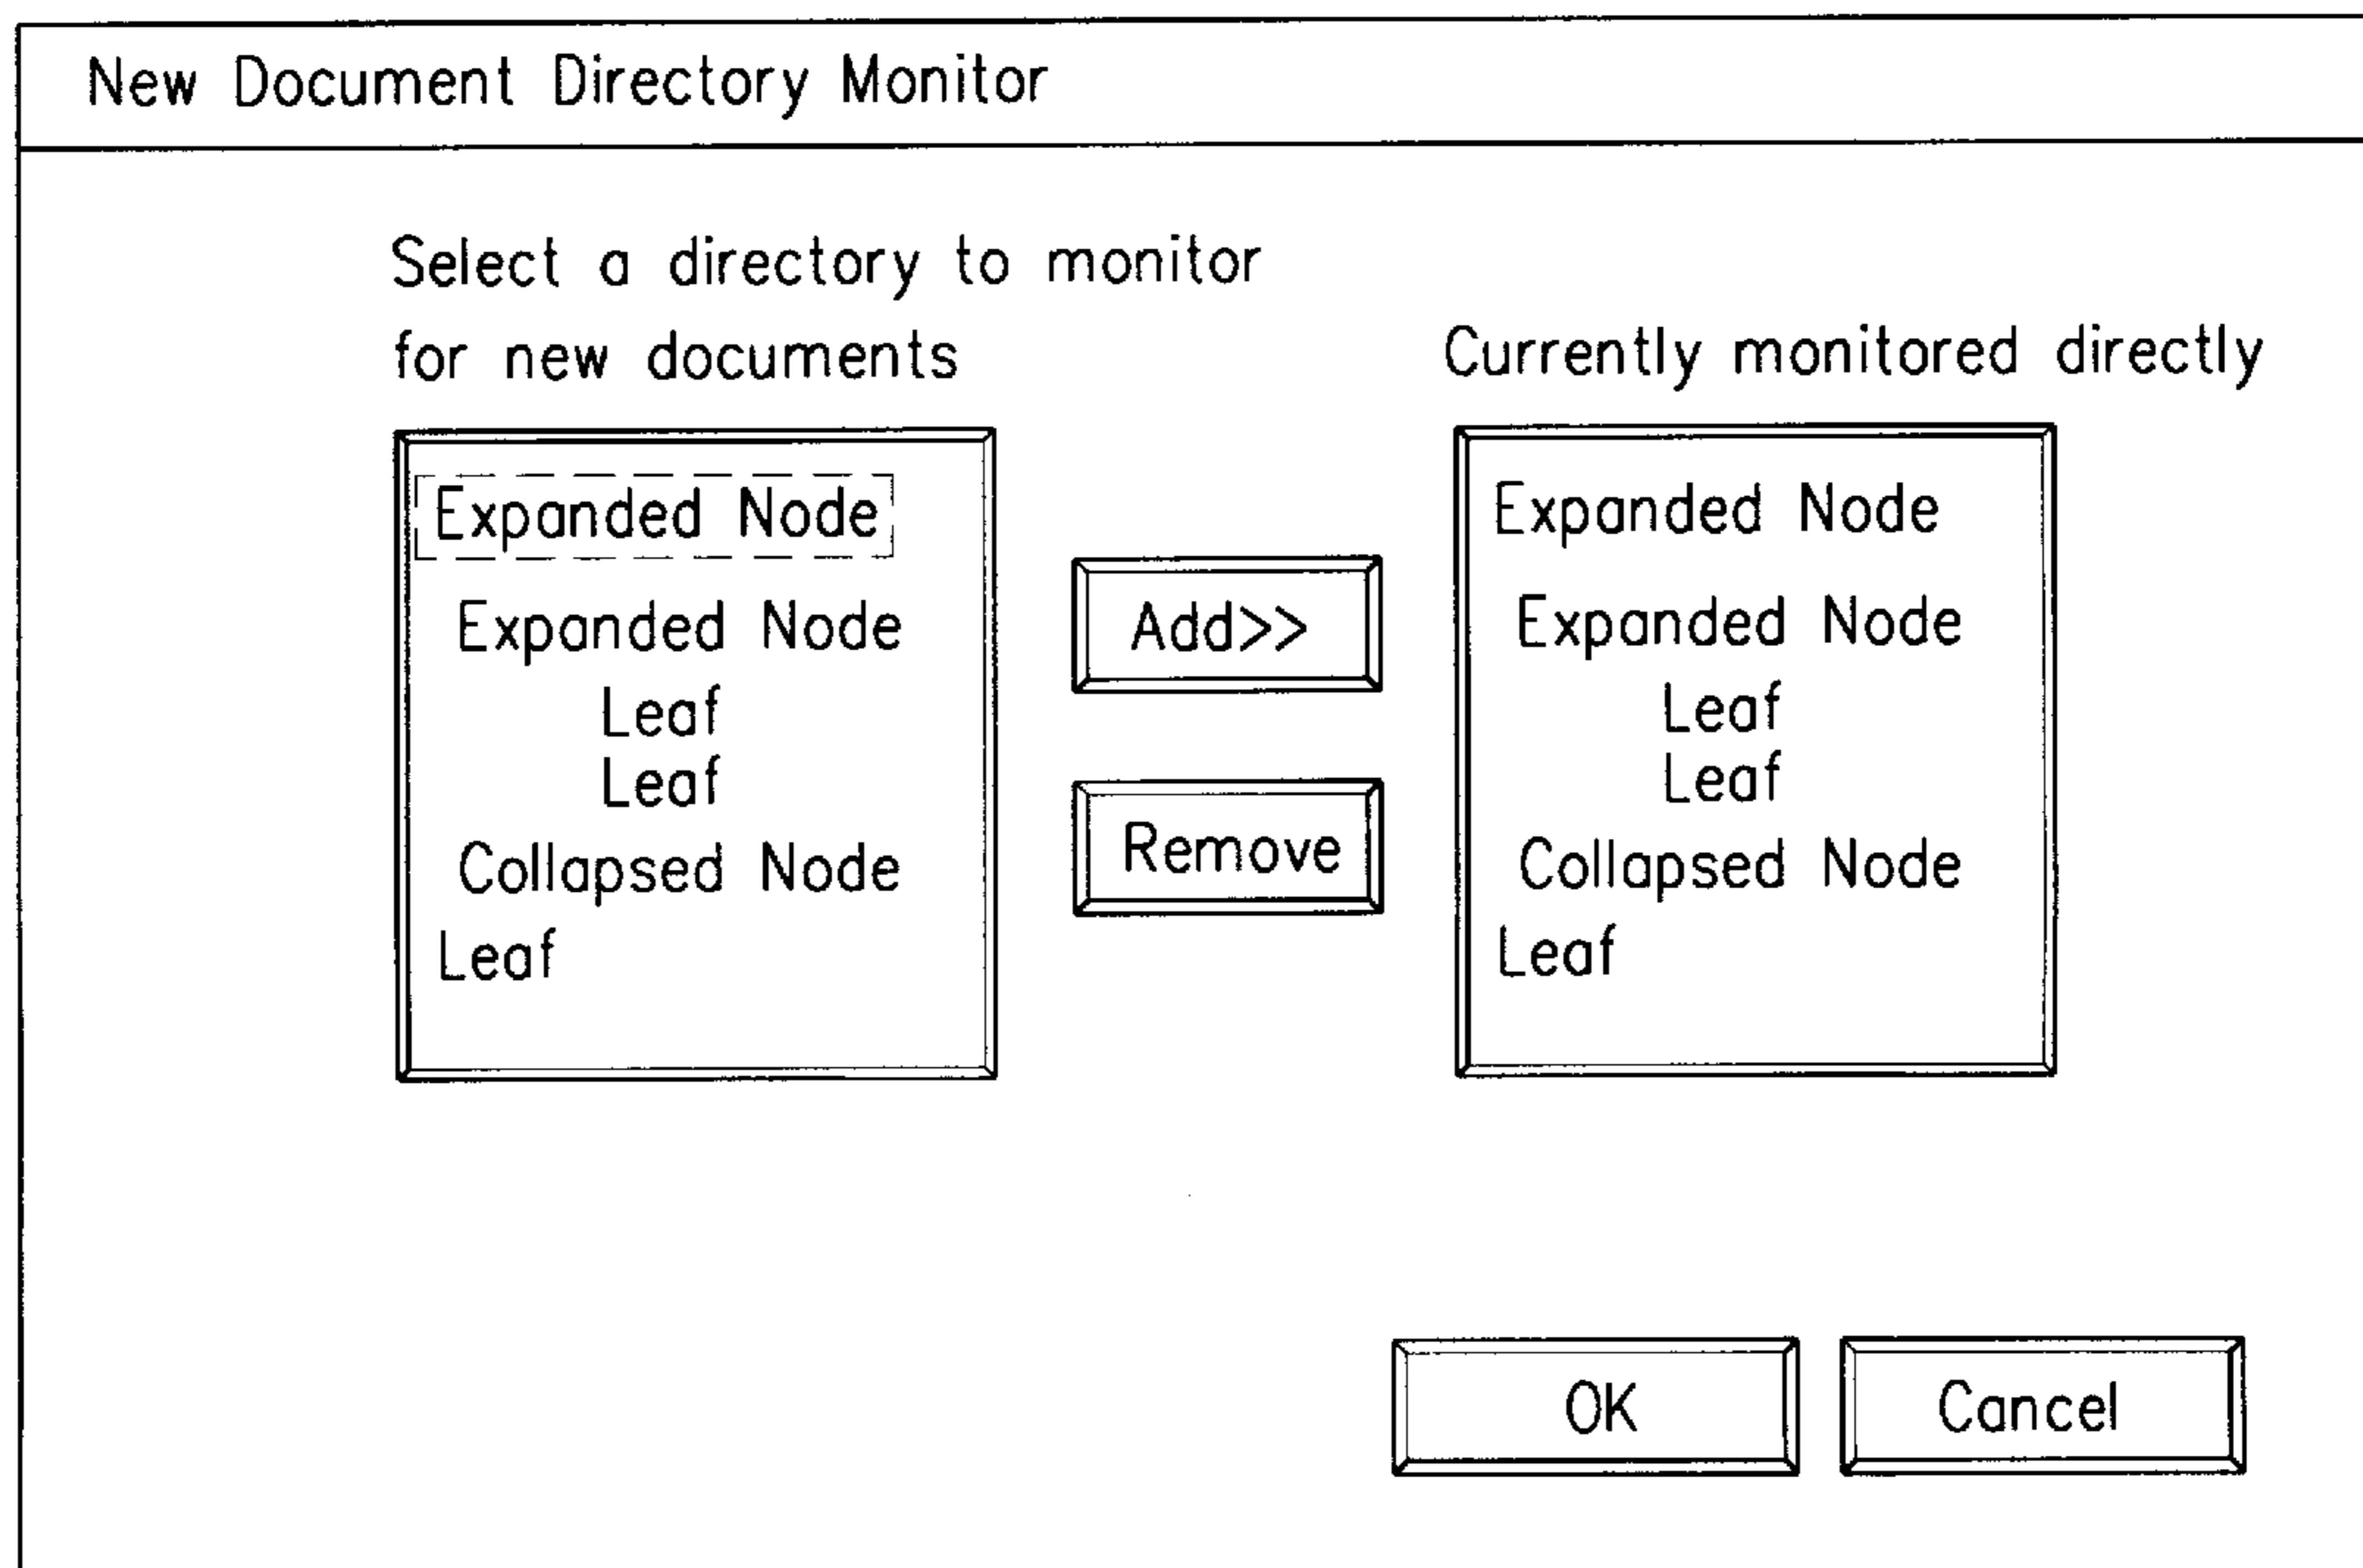 New Document Directory Monitor
Select a directory to monitor
for new documents
Currently monitored directly
Expanded Node
Expanded Node
Leaf
Leaf
Collapsed Node
Leaf
Add>>
Remove
Expanded Node
Expanded Node
Leaf
Leaf
Collapsed Node
Leaf
OK
Cancel